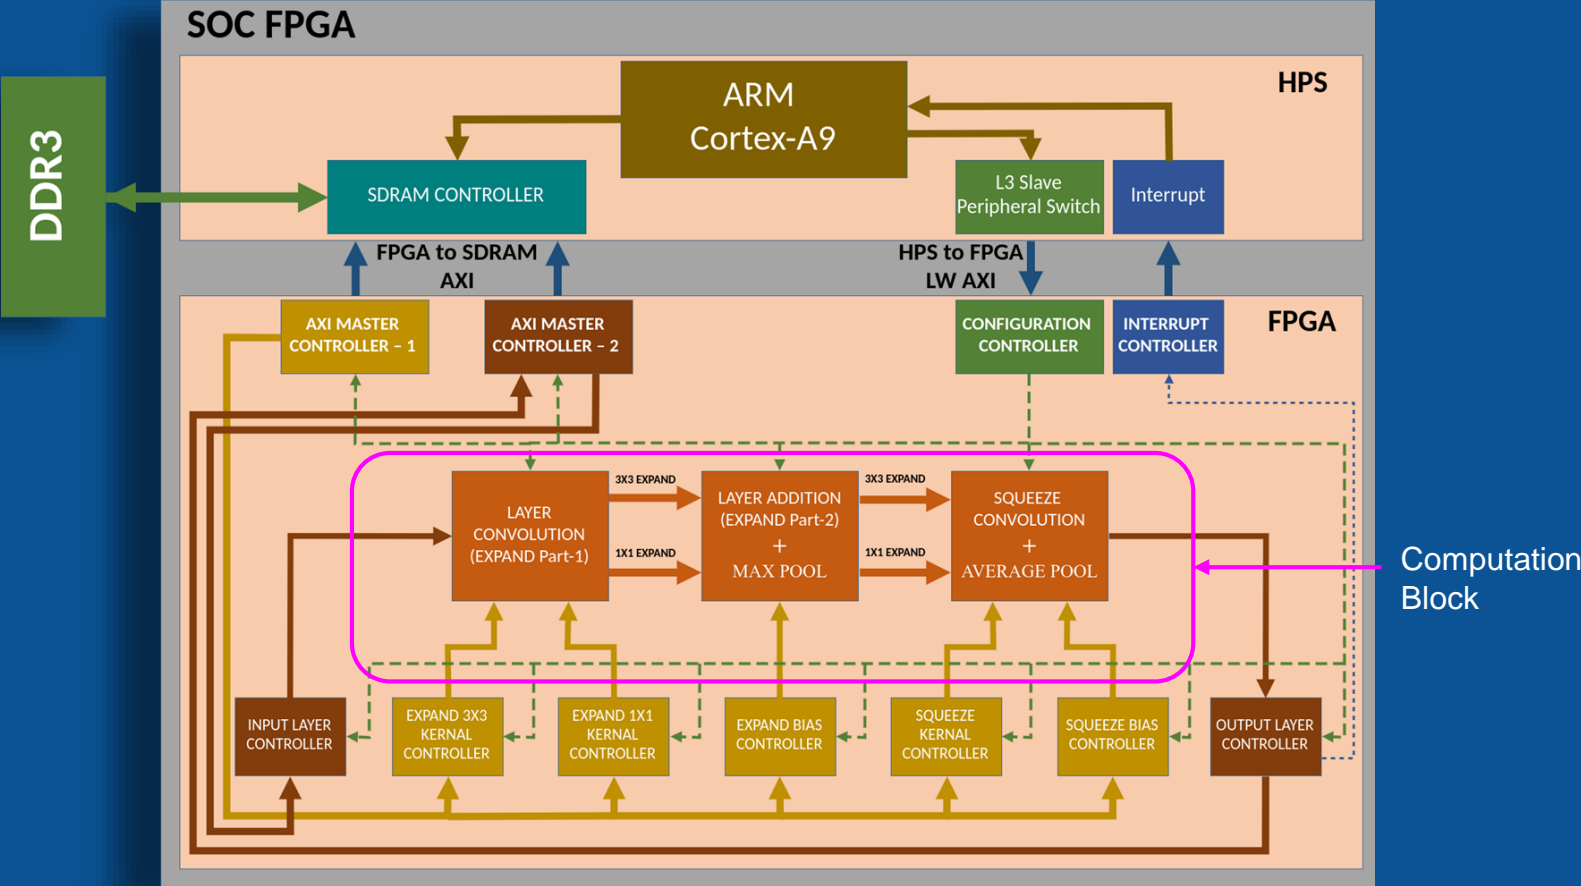 SOC FPGA
HPS
ARM
Cortex-A9
DDR3
SDRAM CONTROLLER
L3 Slave
Peripheral Switch
Interrupt
FPGA to SDRAM
AXI
HPS to FPGA
LW AXI
FPGA
AXI MASTER
CONTROLLER – 1
AXI MASTER
CONTROLLER – 2
CONFIGURATION
CONTROLLER
INTERRUPT
CONTROLLER
LAYER
CONVOLUTION
(EXPAND Part-1)
3X3 EXPAND
1X1 EXPAND
LAYER ADDITION
(EXPAND Part-2)
+
MAX POOL
3X3 EXPAND
1X1 EXPAND
SQUEEZE
CONVOLUTION
+
AVERAGE POOL
Computation
Block
INPUT LAYER
CONTROLLER
EXPAND 3X3
KERNAL
CONTROLLER
EXPAND 1X1
KERNAL
CONTROLLER
EXPAND BIAS
CONTROLLER
SQUEEZE
KERNAL
CONTROLLER
SQUEEZE BIAS
CONTROLLER
OUTPUT LAYER
CONTROLLER